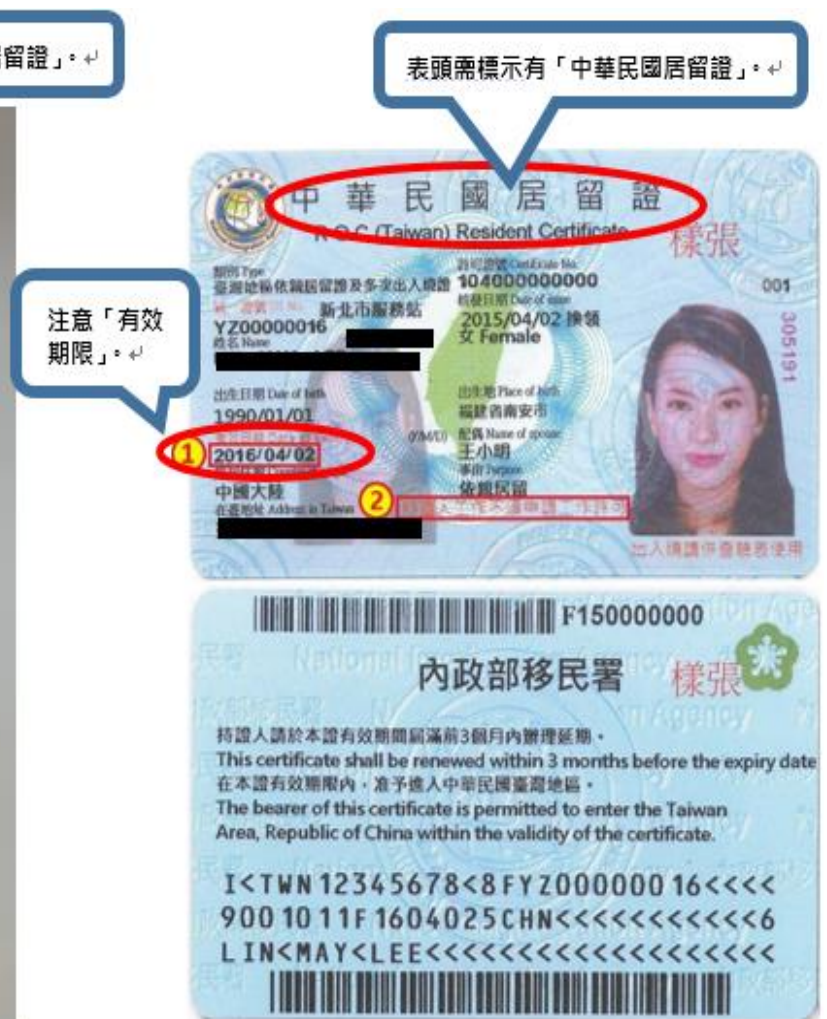 居留證」。
表頭需標示有「中華民國居留證」。
中華民國居留證
R.O.C. (Taiwan) Resident Certificate
樣張
類別 Type
臺灣地區依親居留證及多次出入境證
許可證號 Certificate No.
104000000000
001
新北市服務站
核發日期 Date of issue
2015/04/02 換領
YZ00000016
女 Female
姓名 Name
305191
注意「有效
期限」。
出生日期 Date of birth
1990/01/01
出生地 Place of birth
福建省南安市
(Y/M/D)
配偶 Name of spouse
王小明
1
2016/04/02
事由 Purpose
依親居留
中國大陸
2
在臺地址 Address in Taiwan
出入境請併查驗表使用
F150000000
內政部移民署
樣張
持證人請於本證有效期間屆滿前3個月內辦理延期。
This certificate shall be renewed within 3 months before the expiry date
在本證有效期限內,准予進入中華民國臺灣地區。
The bearer of this certificate is permitted to enter the Taiwan
Area, Republic of China within the validity of the certificate.
I<TWN12345678<8FYZ00000016<<<<
9001011F1604025CHN<<<<<<<<<<<6
LIN<MAY<LEE<<<<<<<<<<<<<<<<<<<